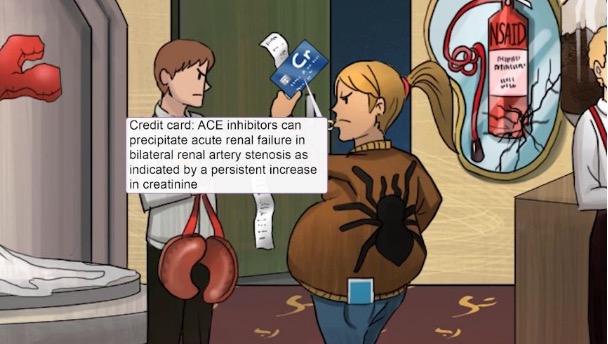 Cr
NSAID
Credit card: ACE inhibitors can
precipitate acute renal failure in
bilateral renal artery stenosis as
indicated by a persistent increase
in creatinine